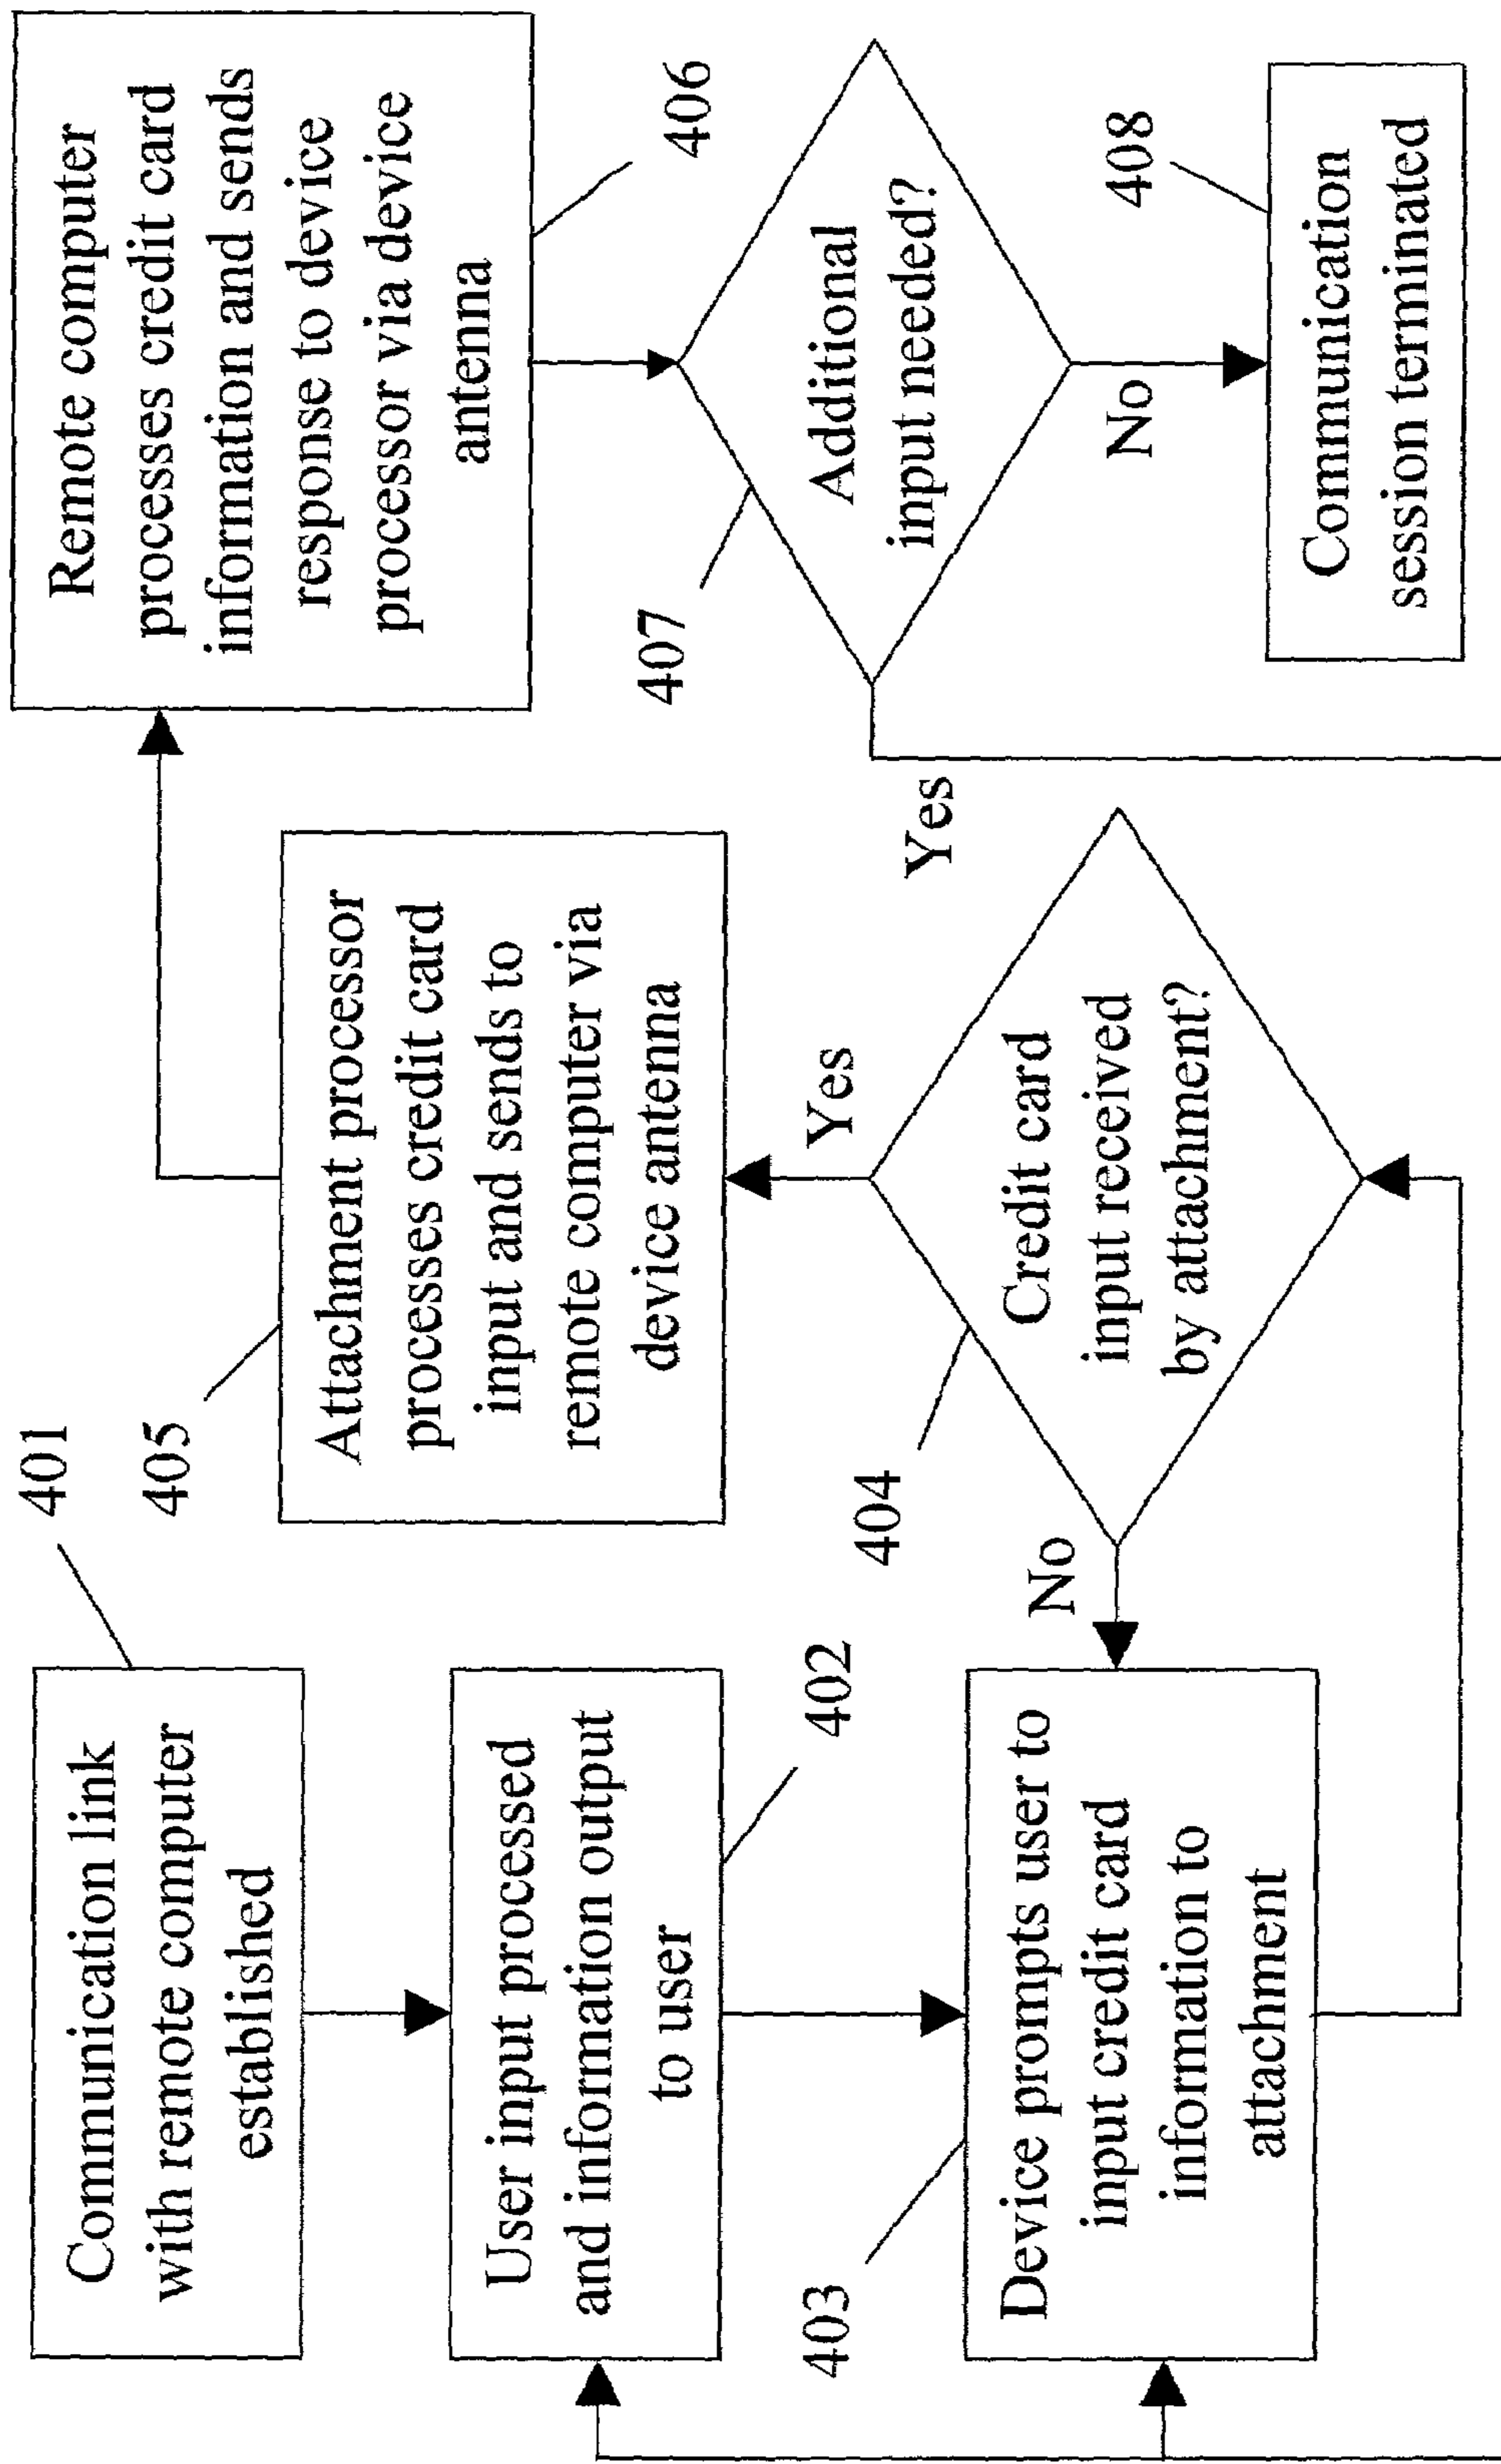 401
Communication link
with remote computer
established
User input processed
and information output
to user
402
403
Device prompts user to
input credit card
information to
attachment
No
404
Credit card
input received
by attachment?
Yes
405
Attachment processor
processes credit card
input and sends to
remote computer via
device antenna
Remote computer
processes credit card
information and sends
response to device
processor via device
antenna
406
407
Additional
input needed?
Yes
No
408
Communication
session terminated